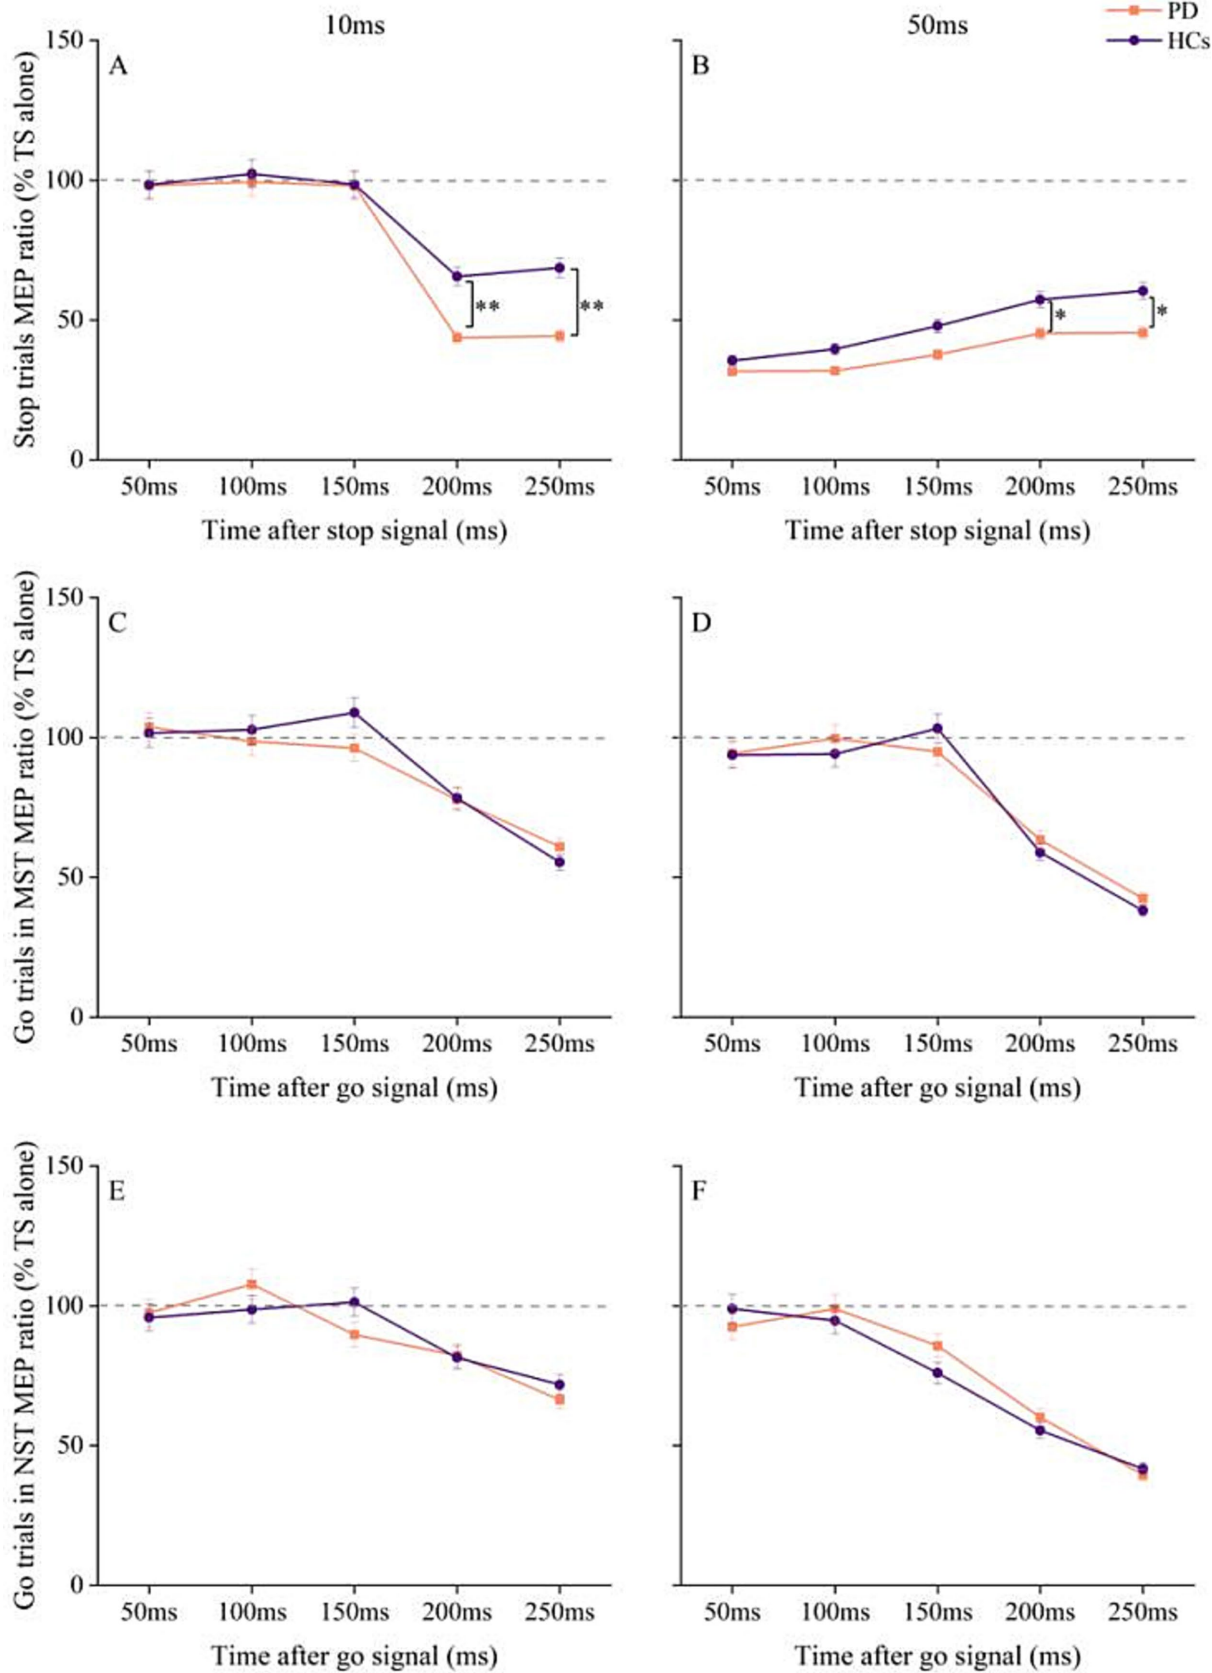 10ms
50ms
PD
HCs
Stop trials MEP ratio (% TS alone)
150
100
50
0
A
**
**
50ms 100ms 150ms 200ms 250ms
Time after stop signal (ms)
B
*
*
50ms 100ms 150ms 200ms 250ms
Time after stop signal (ms)
Go trials in MST MEP ratio (% TS alone)
150
100
50
0
C
50ms 100ms 150ms 200ms 250ms
Time after go signal (ms)
D
50ms 100ms 150ms 200ms 250ms
Time after go signal (ms)
Go trials in NST MEP ratio (% TS alone)
150
100
50
0
E
50ms 100ms 150ms 200ms 250ms
Time after go signal (ms)
F
50ms 100ms 150ms 200ms 250ms
Time after go signal (ms)